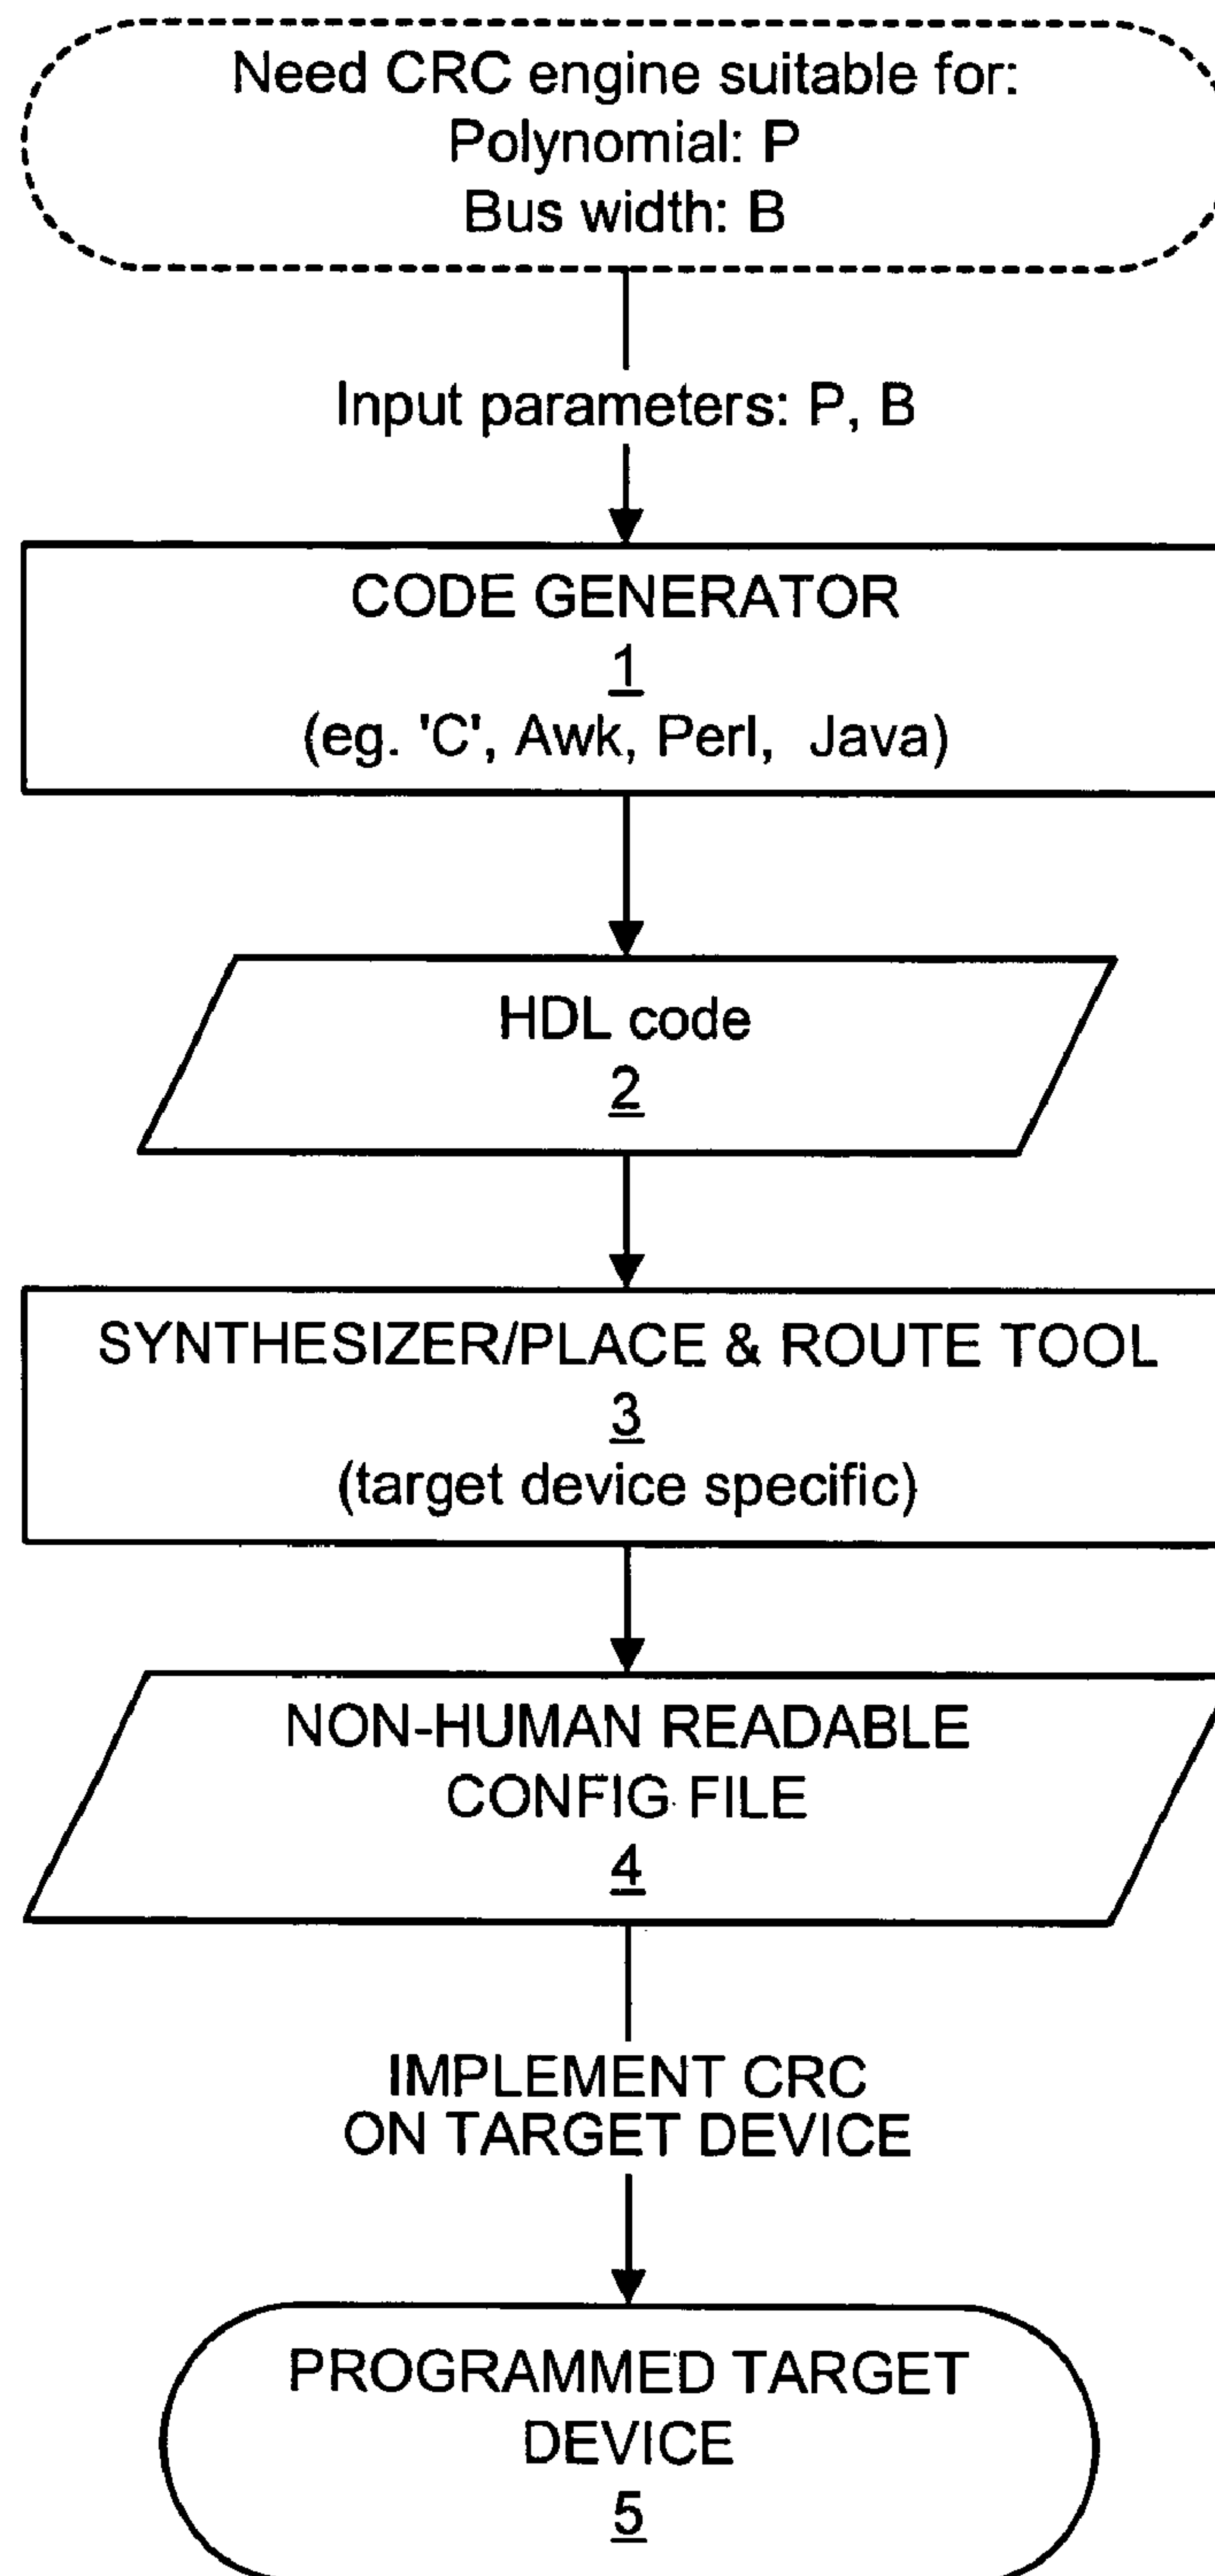 Need CRC engine suitable for:
Polynomial: P
Bus width: B
Input parameters: P, B
CODE GENERATOR
1
(eg. 'C', Awk, Perl, Java)
HDL code
2
SYNTHESIZER/PLACE & ROUTE TOOL
3
(target device specific)
NON-HUMAN READABLE
CONFIG FILE
4
IMPLEMENT CRC
ON TARGET DEVICE
PROGRAMMED TARGET
DEVICE
5